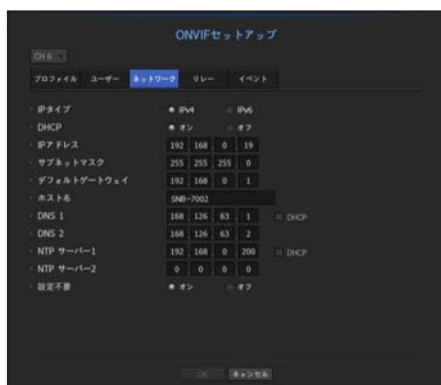 ONVIFセットアップ
CH 6
プロファイル ユーザー ネットワーク リレー イベント
IPタイプ IPv4 IPv6
DHCP オン オフ
IPアドレス 192 168 0 19
サブネットマスク 255 255 255 0
デフォルトゲートウェイ 192 168 0 1
ホスト名 SNB-7002
DNS 1 168 126 63 1 DHCP
DNS 2 168 126 63 2
NTP サーバー1 192 168 0 200 DHCP
NTP サーバー2 0 0 0 0
設定不要 オン オフ
OK キャンセル